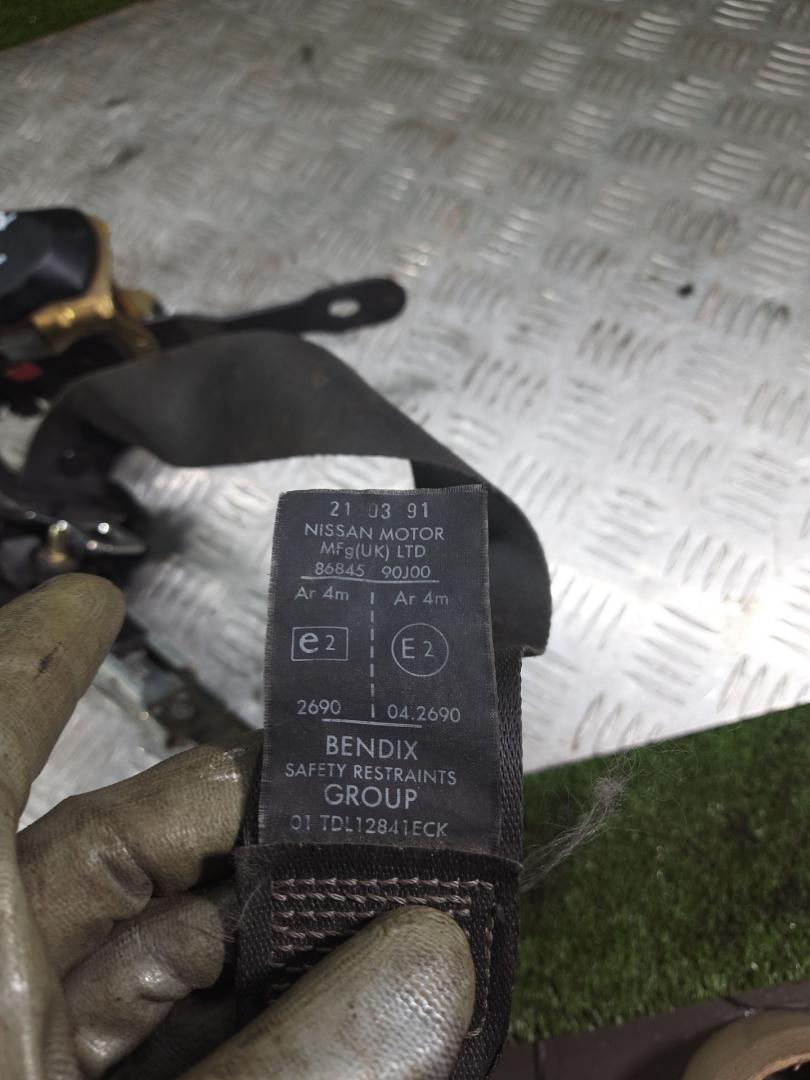 21 03 91
NISSAN MOTOR
MFg(UK) LTD
86845 90J00
Ar 4m Ar 4m
e2 E2
2690 04.2690
BENDIX
SAFETY RESTRAINTS
GROUP
01 TDL12841ECK